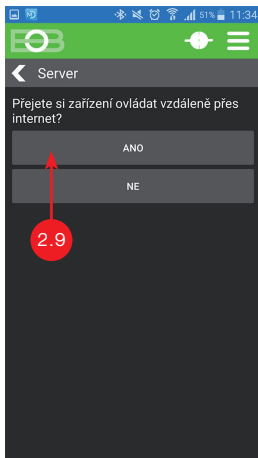 51% 11:34
EOB
Server
Přejete si zařízení ovládat vzdáleně přes
internet?
ANO
NE
2.9